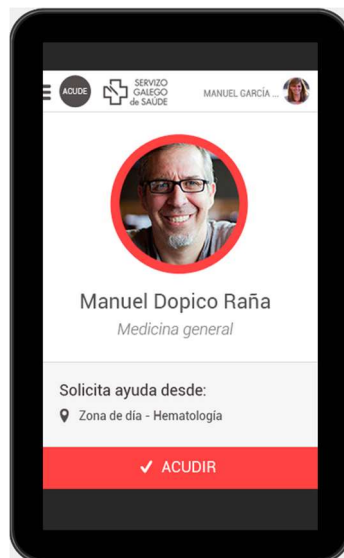 ACUDE
SERVIZO
GALEGO
de SAÚDE
MANUEL GARCÍA ...
Manuel Dopico Raña
Medicina general
Solicita ayuda desde:
Zona de día - Hematología
ACUDIR